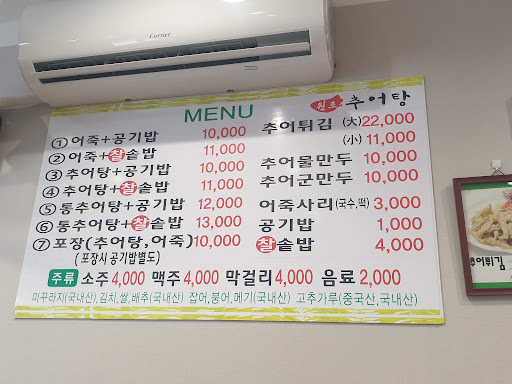 Carrier
MENU
원조 추어탕
① 어죽+공기밥 10,000
② 어죽+찰솥밥 11,000
③ 추어탕+공기밥 10,000
④ 추어탕+찰솥밥 11,000
⑤ 통추어탕+공기밥 12,000
⑥ 통추어탕+찰솥밥 13,000
⑦ 포장(추어탕,어죽) 10,000
(포장시 공기밥별도)
추어튀김 (大) 22,000
(小) 11,000
추어물만두 10,000
추어군만두 10,000
어죽사리(국수,떡) 3,000
공기밥 1,000
찰솥밥 4,000
주류 소주 4,000 맥주 4,000 막걸리 4,000 음료 2,000
미꾸라지(국내산),김치,쌀,배추(국내산) 잡어,붕어,메기(국내산) 고추가루(중국산,국내산)
추어튀김